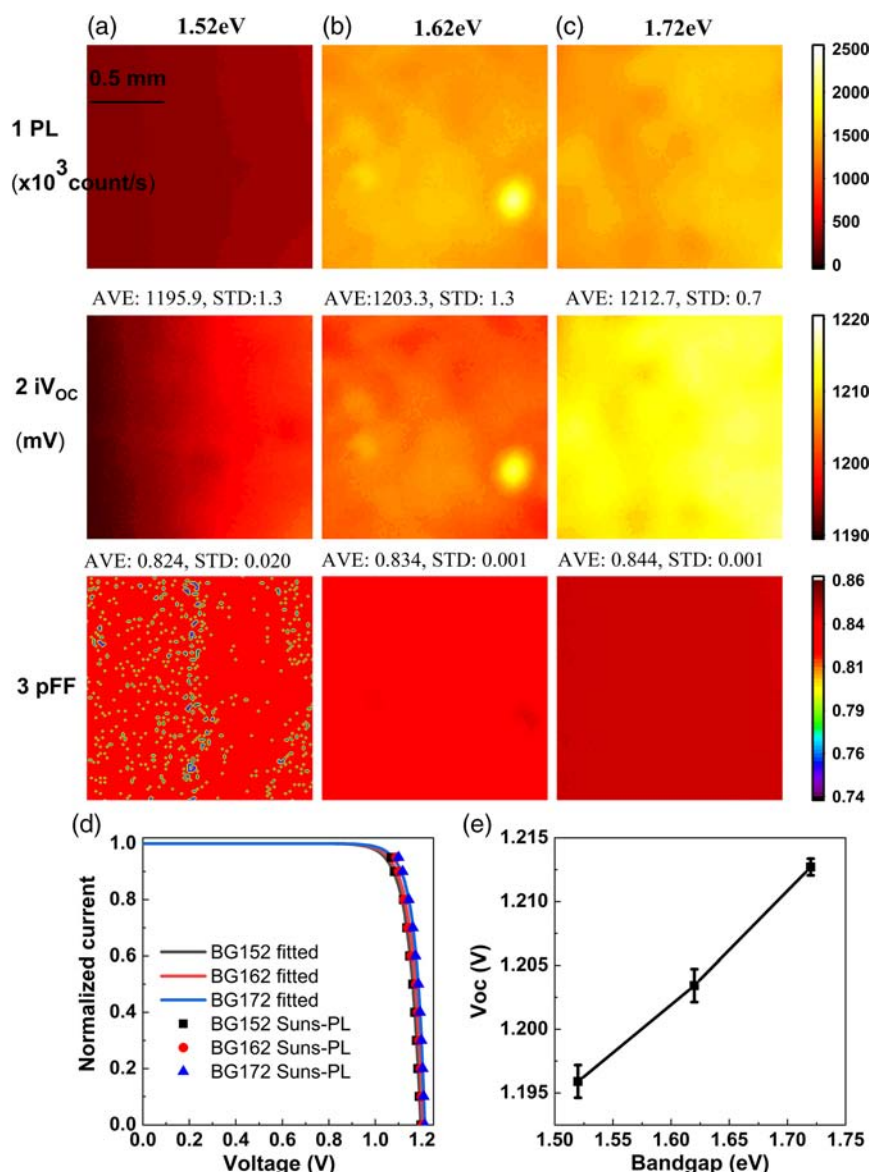 (a) (b) (c)
1.52eV 1.62eV 1.72eV
0.5 mm
1 PL
(x10³ count/s)
2500
2000
1500
1000
500
0
AVE: 1195.9, STD:1.3 AVE:1203.3, STD: 1.3 AVE: 1212.7, STD: 0.7
2 iVOC
(mV)
1220
1210
1200
1190
AVE: 0.824, STD: 0.020 AVE: 0.834, STD: 0.001 AVE: 0.844, STD: 0.001
3 pFF
0.86
0.84
0.83
0.81
0.79
0.77
0.76
0.74
(d)
Normalized current
1.0
0.8
0.6
0.4
0.2
0.0
BG152 fitted
BG162 fitted
BG172 fitted
BG152 Suns-PL
BG162 Suns-PL
BG172 Suns-PL
0.0 0.2 0.4 0.6 0.8 1.0 1.2
Voltage (V)
(e)
Voc (V)
1.215
1.210
1.205
1.200
1.195
1.50 1.55 1.60 1.65 1.70 1.75
Bandgap (eV)